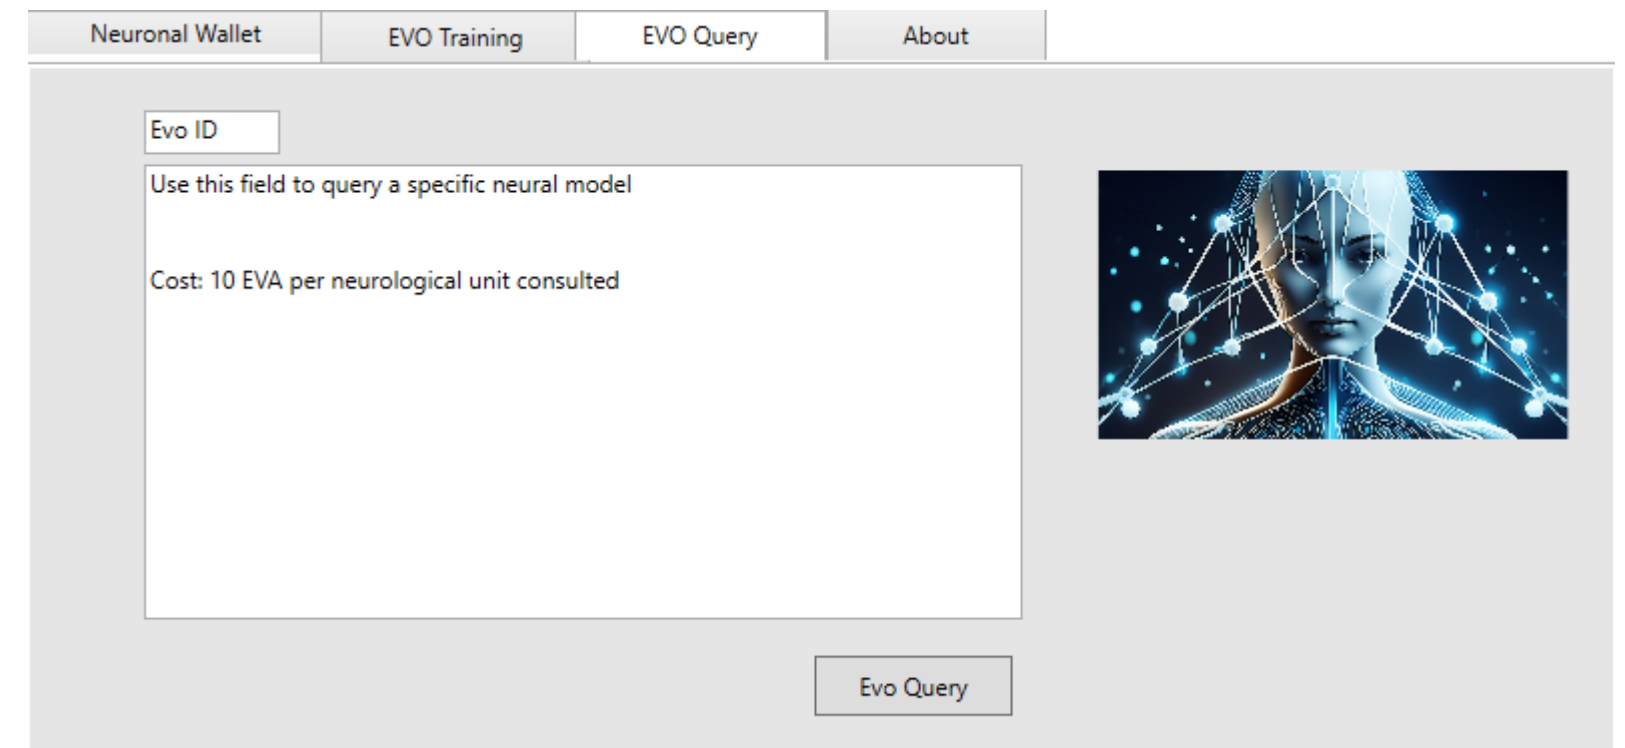 Neuronal Wallet
EVO Training
EVO Query
About
Evo ID
Use this field to query a specific neural model
Cost: 10 EVA per neurological unit consulted
Evo Query